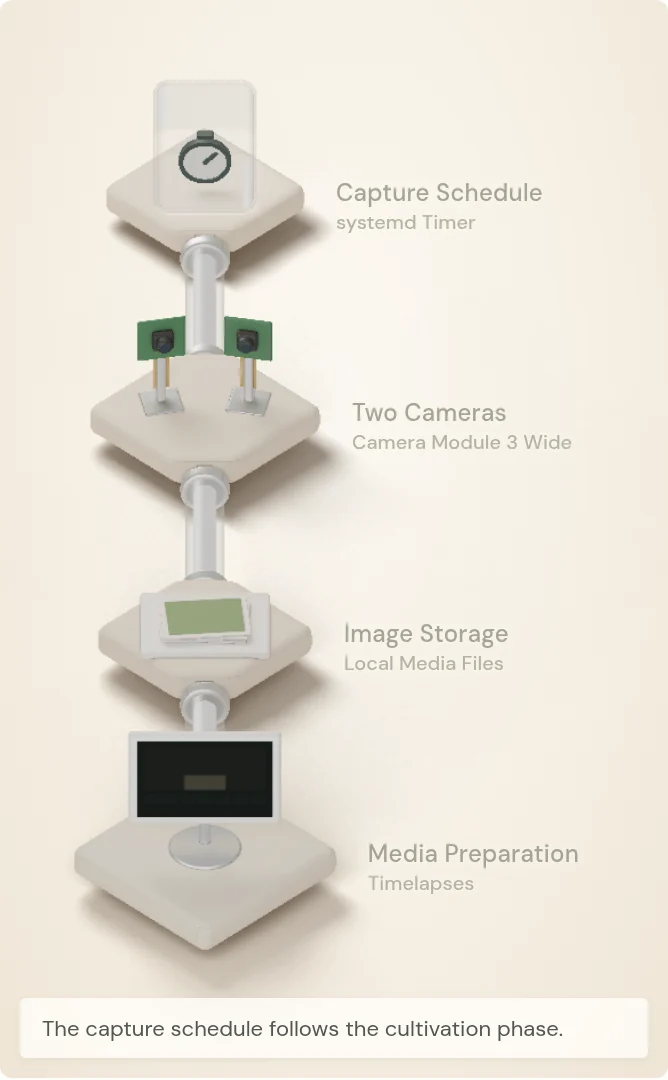 Capture Schedule
systemd Timer
Two Cameras
Camera Module 3 Wide
Image Storage
Local Media Files
Media Preparation
Timelapses
The capture schedule follows the cultivation phase.